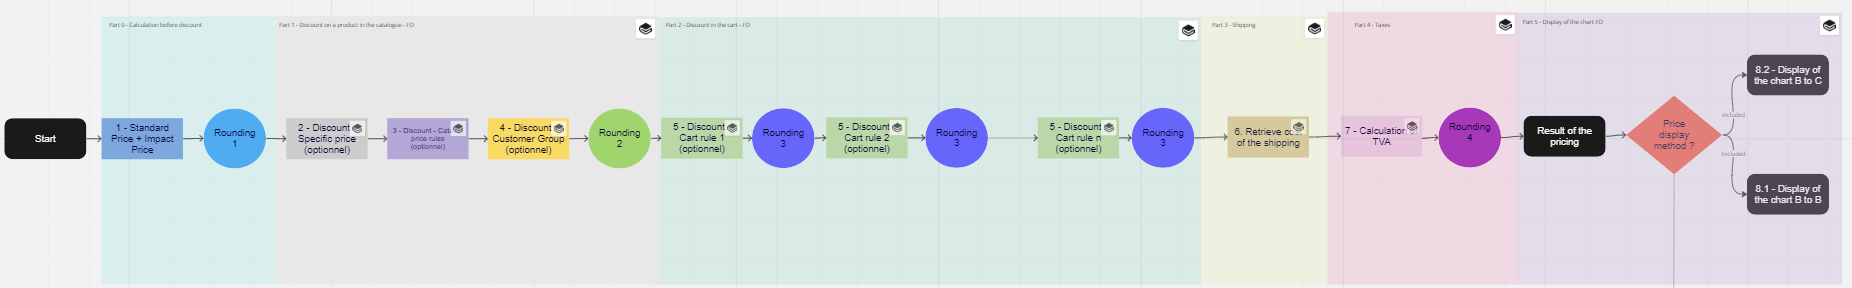 Part 0 - Calculation before discount
Part 1 - Discount on a product in the catalogue - FO
Part 2 - Discount in the cart - FO
Part 3 - Shipping
Part 4 - Taxes
Part 5 - Display of the chart FO
Start
1 - Standard
Price + Impact
Price
Rounding
1
2 - Discount
Specific price
(optionnel)
3 - Discount - Cat
price rules
(optionnel)
4 - Discount
Customer Group
(optionnel)
Rounding
2
5 - Discount
Cart rule 1
(optionnel)
Rounding
3
5 - Discount
Cart rule 2
(optionnel)
Rounding
3
5 - Discount
Cart rule n
(optionnel)
Rounding
3
6. Retrieve
of the shipping
7 - Calculation
TVA
Rounding
4
Result of the
pricing
Price
display
method ?
Included
Excluded
8.2 - Display of
the chart B to C
8.1 - Display of
the chart B to B